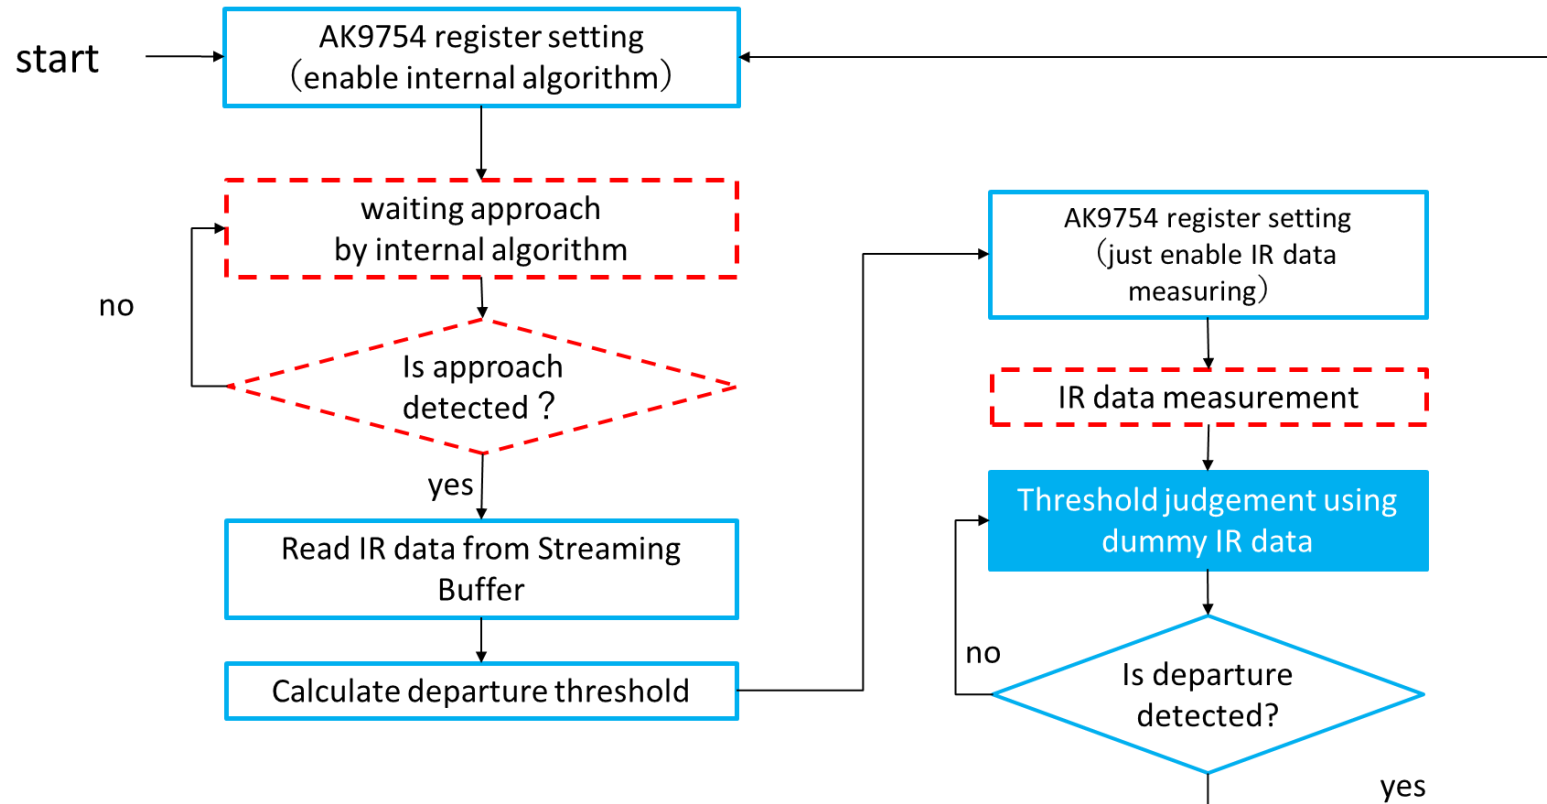 start
AK9754 register setting
（enable internal algorithm）
waiting approach
by internal algorithm
no
Is approach
detected？
yes
Read IR data from Streaming
Buffer
Calculate departure threshold
AK9754 register setting
（just enable IR data
measuring）
IR data measurement
Threshold judgement using
dummy IR data
no
Is departure
detected?
yes